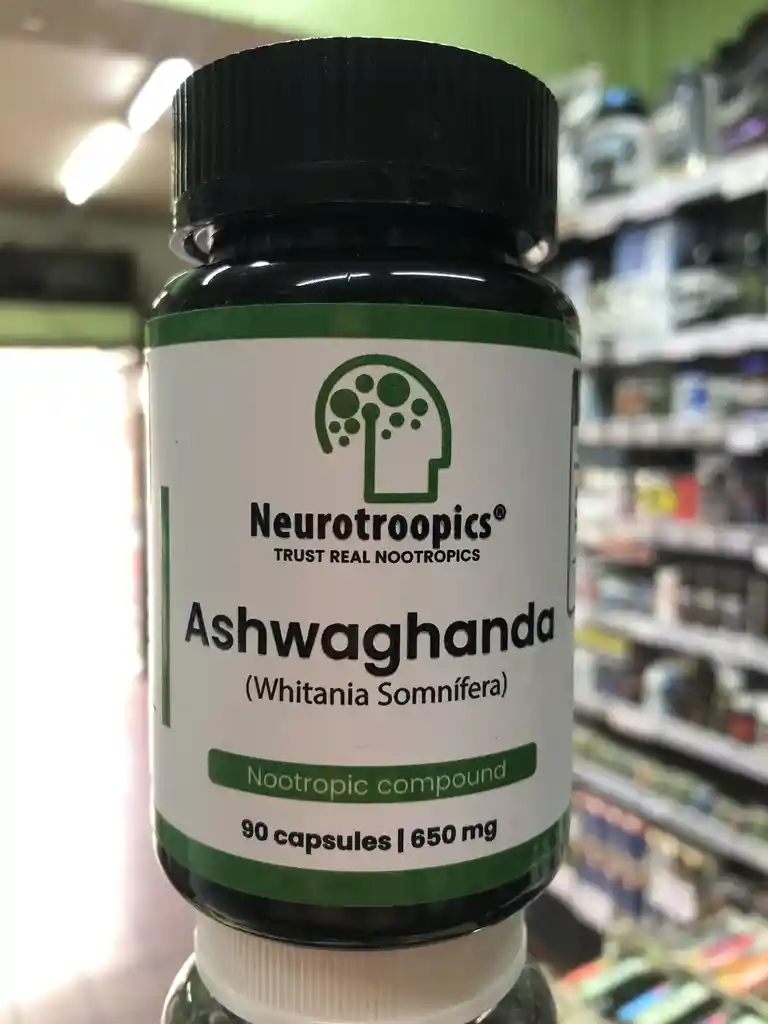 Neurotroopics®
TRUST REAL NOOTROPICS
Ashwaghanda
(Whitania Somnífera)
Nootropic compound
90 capsules | 650 mg